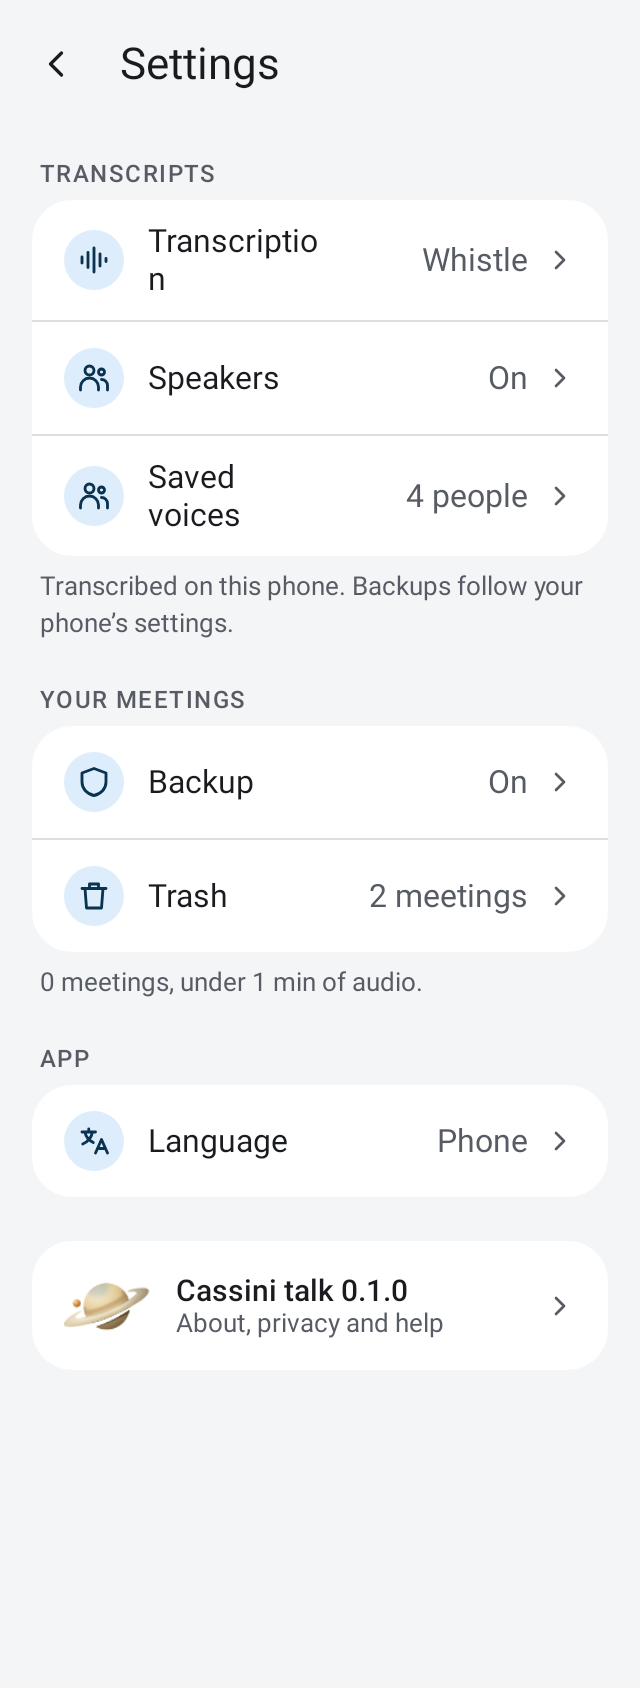 Settings
TRANSCRIPTS
Transcriptio
n
Whistle
Speakers
On
Saved
voices
4 people
Transcribed on this phone. Backups follow your
phone’s settings.
YOUR MEETINGS
Backup
On
Trash
2 meetings
0 meetings, under 1 min of audio.
APP
Language
Phone
Cassini talk 0.1.0
About, privacy and help